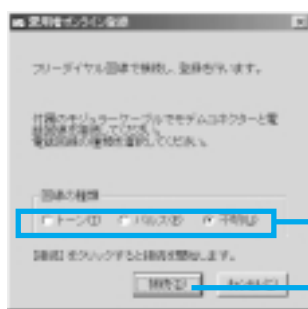 愛用者オンライン登録
フリーダイヤル回線で接続し、登録を行います。
付属のモジュラーケーブルでモデムコネクターと電
話回線を接続してください。
電話回線の種類を選択してください。
回線の種類
トーン(T) パルス(P) 不明(U)
[接続] をクリックすると接続を開始します。
接続(C) キャンセル